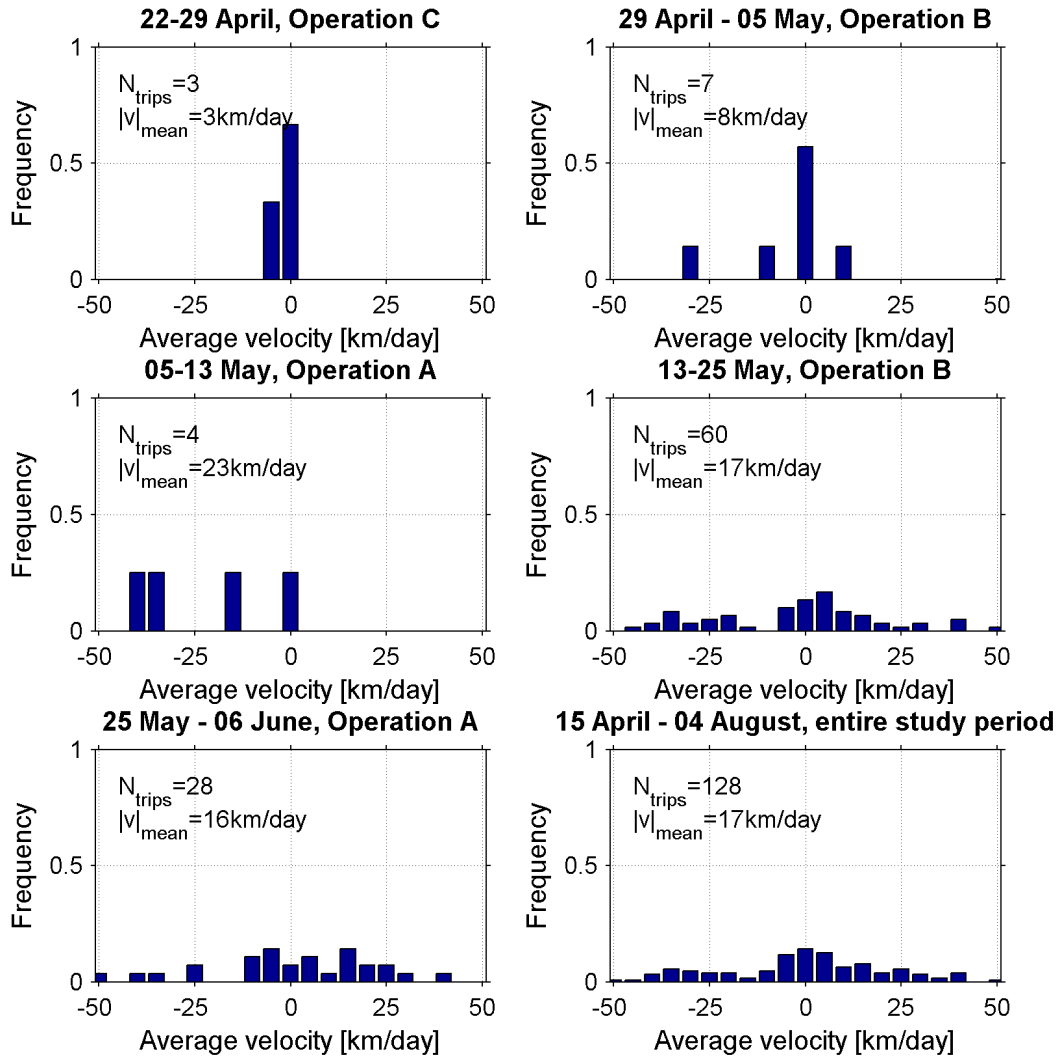 22-29 April, Operation C
1
N_trips=3
|v|_mean=3km/day
0.5
0
Frequency
-50 -25 0 25 50
Average velocity [km/day]
29 April - 05 May, Operation B
1
N_trips=7
|v|_mean=8km/day
0.5
0
Frequency
-50 -25 0 25 50
Average velocity [km/day]
05-13 May, Operation A
1
N_trips=4
|v|_mean=23km/day
0.5
0
Frequency
-50 -25 0 25 50
Average velocity [km/day]
13-25 May, Operation B
1
N_trips=60
|v|_mean=17km/day
0.5
0
Frequency
-50 -25 0 25 50
Average velocity [km/day]
25 May - 06 June, Operation A
1
N_trips=28
|v|_mean=16km/day
0.5
0
Frequency
-50 -25 0 25 50
Average velocity [km/day]
15 April - 04 August, entire study period
1
N_trips=128
|v|_mean=17km/day
0.5
0
Frequency
-50 -25 0 25 50
Average velocity [km/day]